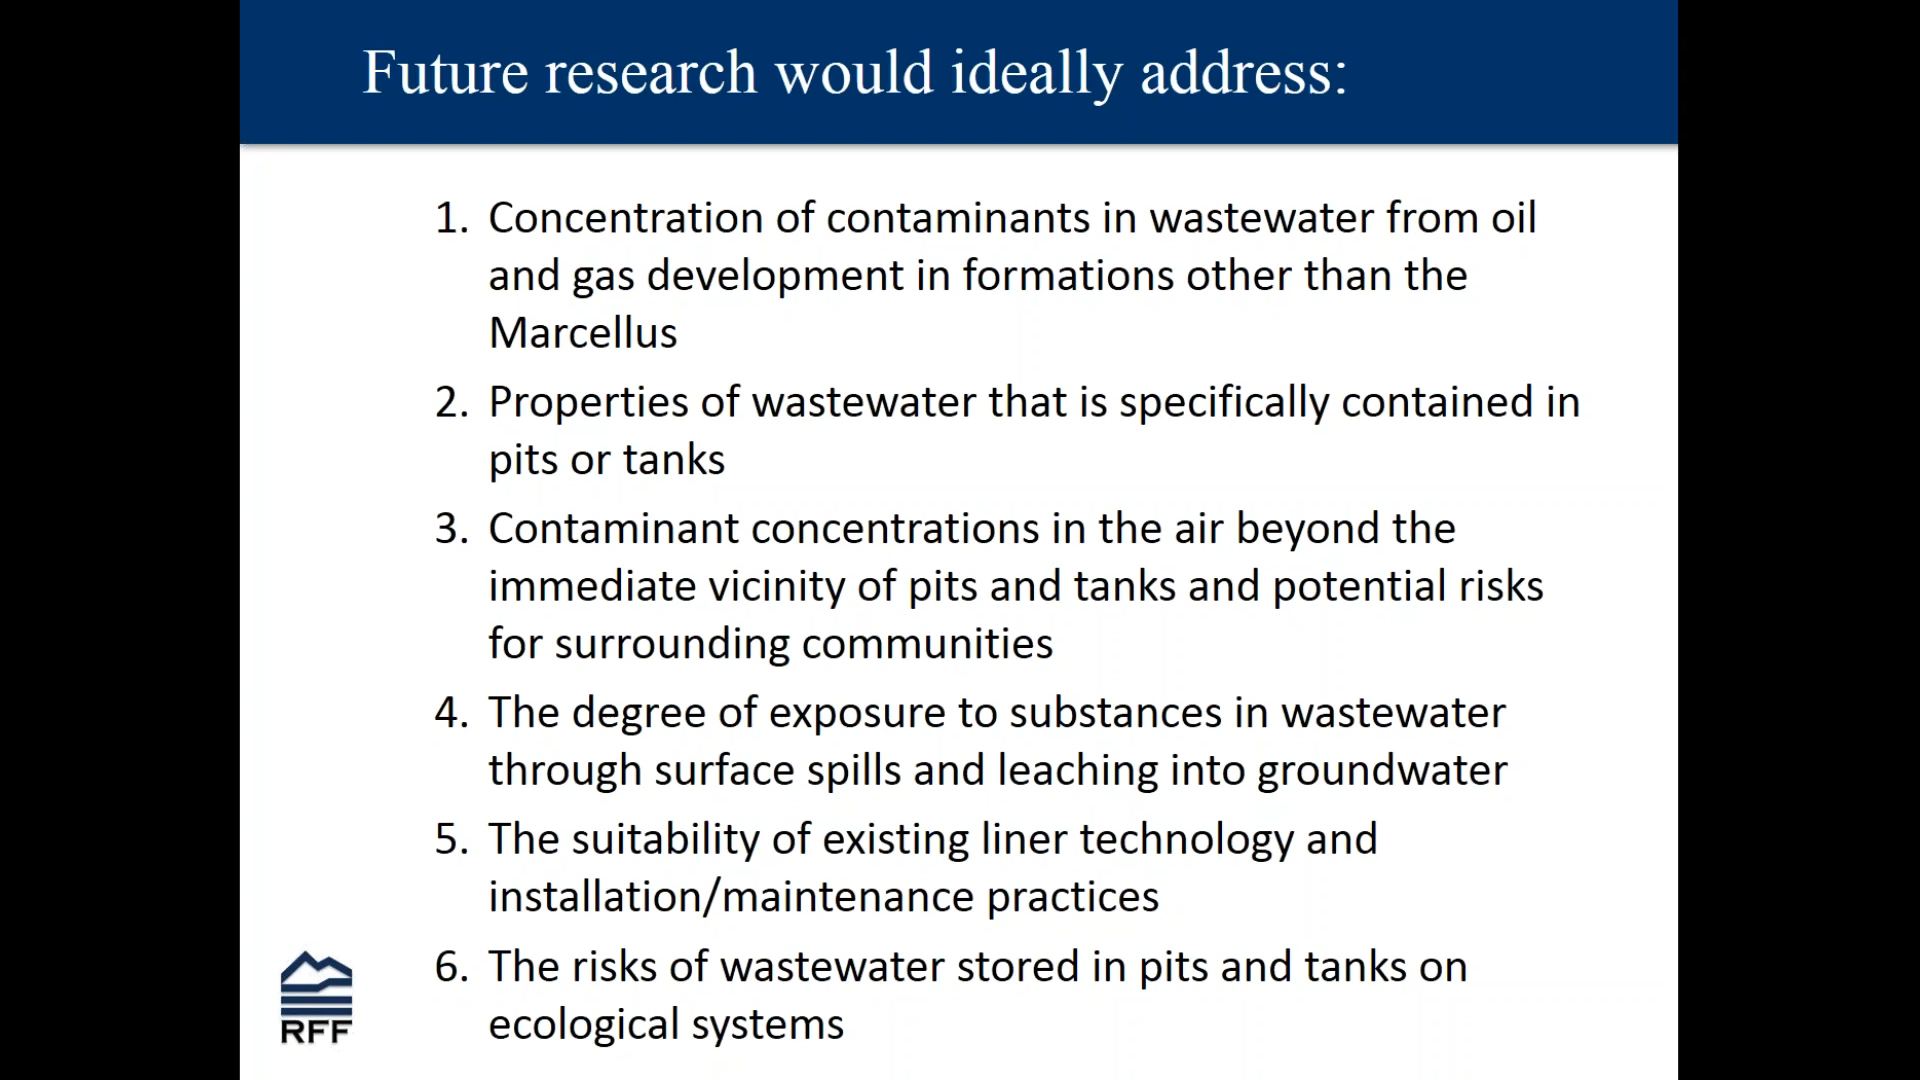 Future research would ideally address:
1. Concentration of contaminants in wastewater from oil
and gas development in formations other than the
Marcellus
2. Properties of wastewater that is specifically contained in
pits or tanks
3. Contaminant concentrations in the air beyond the
immediate vicinity of pits and tanks and potential risks
for surrounding communities
4. The degree of exposure to substances in wastewater
through surface spills and leaching into groundwater
5. The suitability of existing liner technology and
installation/maintenance practices
6. The risks of wastewater stored in pits and tanks on
ecological systems
RFF